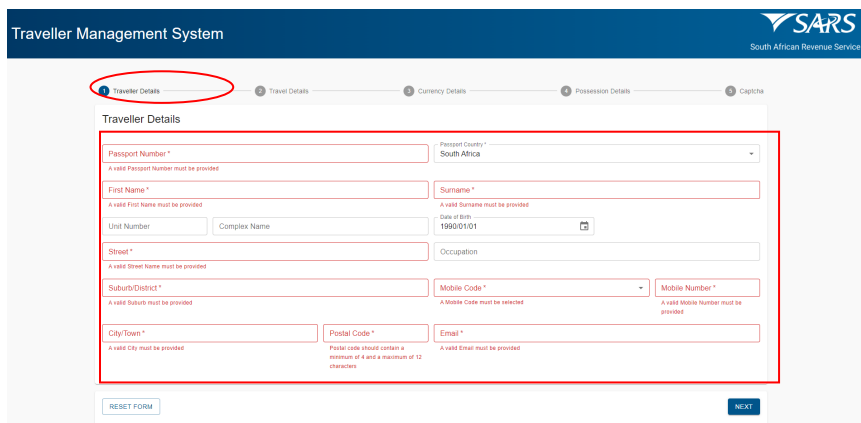 Traveller Management System
SARS
South African Revenue Service
1 Traveller Details 2 Travel Details 3 Currency Details 4 Possession Details 5 Captcha
Traveller Details
Passport Number *
Passport Country *
South Africa
A valid Passport Number must be provided
First Name *
Surname *
A valid First Name must be provided
A valid Surname must be provided
Unit Number
Complex Name
Date of Birth
1990/01/01
Street *
Occupation
A valid Street Name must be provided
Suburb/District *
Mobile Code *
Mobile Number *
A valid Suburb must be provided
A Mobile Code must be selected
A valid Mobile Number must be
provided
City/Town *
Postal Code *
Email *
A valid City must be provided
Postal code should contain a
minimum of 4 and a maximum of 12
characters
A valid Email must be provided
RESET FORM
NEXT